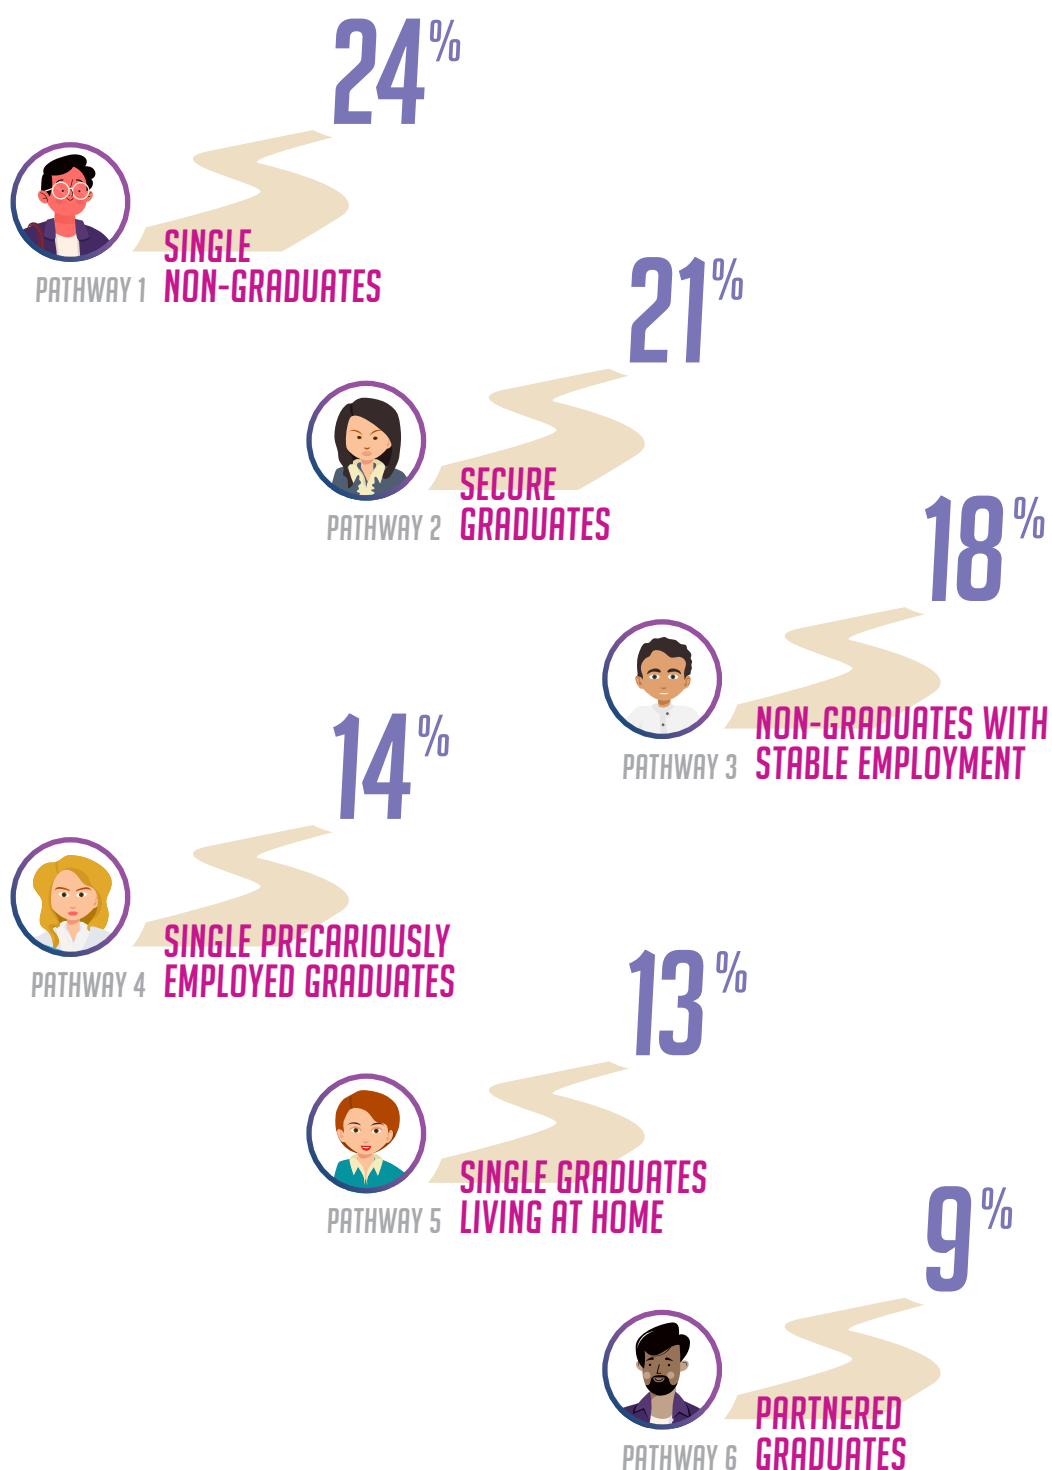 24%
PATHWAY 1
SINGLE
NON-GRADUATES
21%
PATHWAY 2
SECURE
GRADUATES
18%
PATHWAY 3
NON-GRADUATES WITH
STABLE EMPLOYMENT
14%
PATHWAY 4
SINGLE PRECARIOUSLY
EMPLOYED GRADUATES
13%
PATHWAY 5
SINGLE GRADUATES
LIVING AT HOME
9%
PATHWAY 6
PARTNERED
GRADUATES